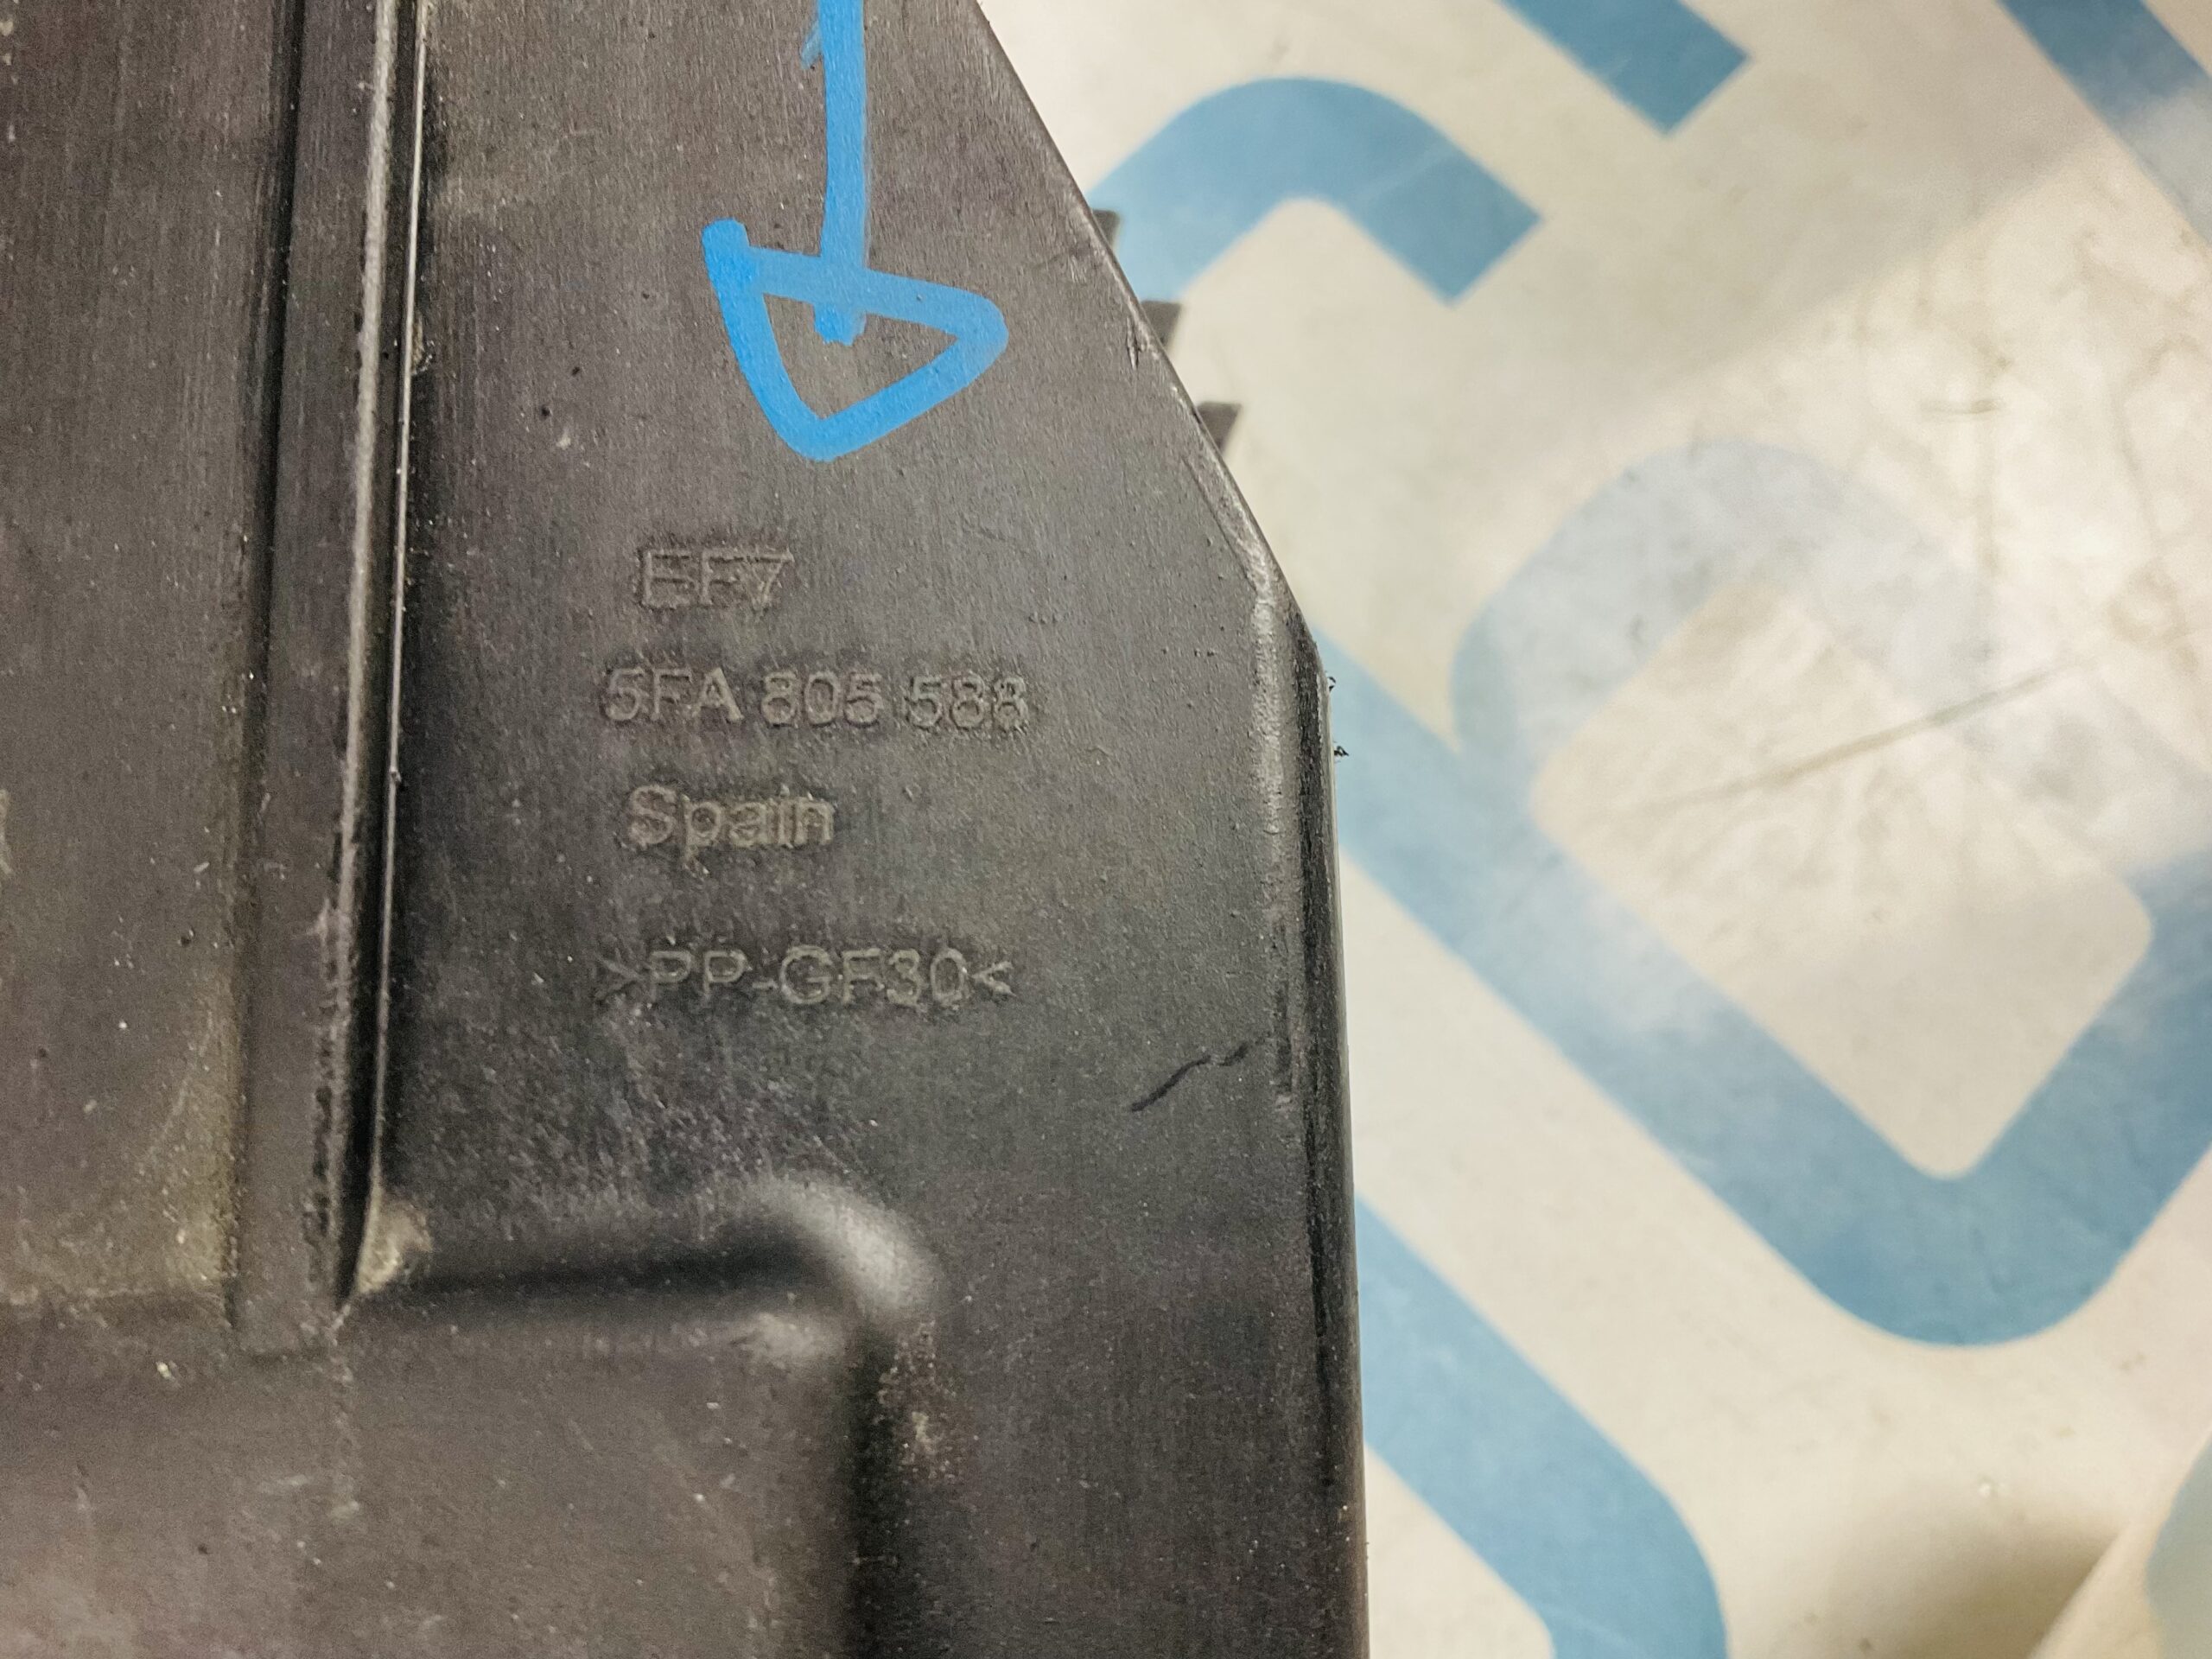 EF7
5FA 805 588
Spain
>PP-GF30<